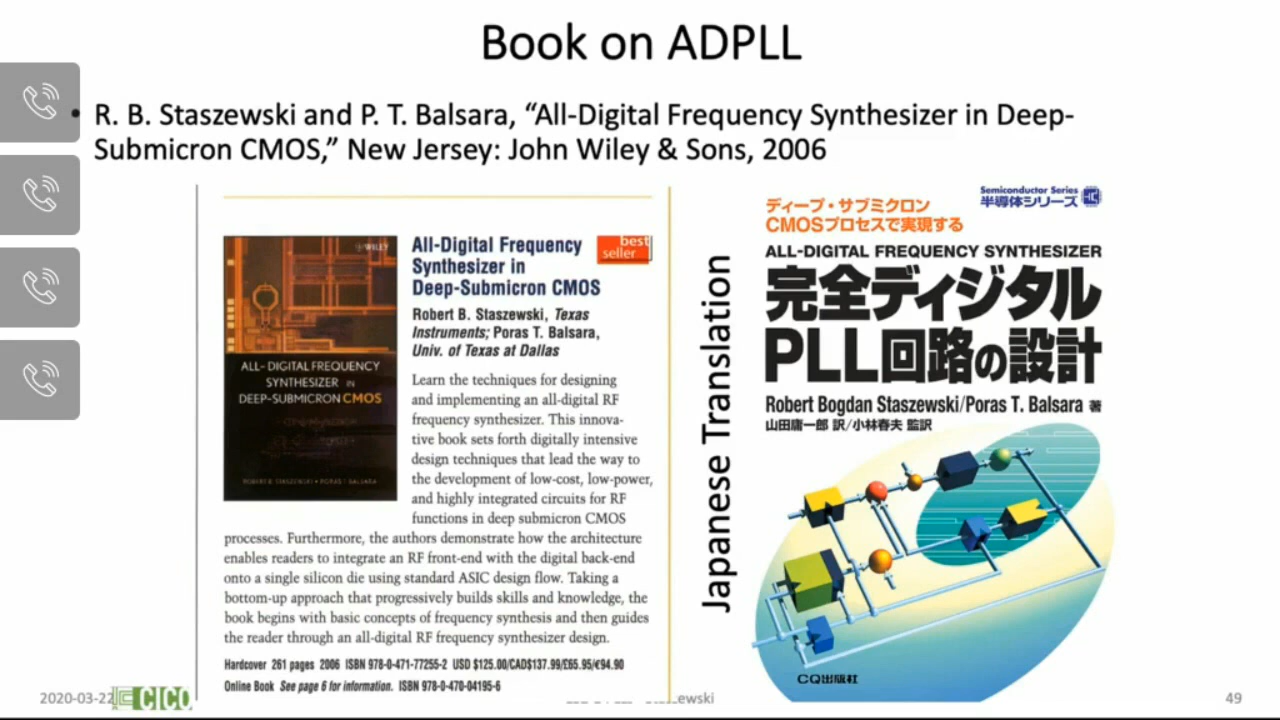 Book on ADPLL
• R. B. Staszewski and P. T. Balsara, “All-Digital Frequency Synthesizer in Deep-
Submicron CMOS,” New Jersey: John Wiley & Sons, 2006
WILEY
ALL-DIGITAL FREQUENCY
SYNTHESIZER IN
DEEP-SUBMICRON CMOS
ROBERT B. STASZEWSKI • PORAS T. BALSARA
All-Digital Frequency
Synthesizer in
Deep-Submicron CMOS
best
seller
Robert B. Staszewski, Texas
Instruments; Poras T. Balsara,
Univ. of Texas at Dallas
Learn the techniques for designing
and implementing an all-digital RF
frequency synthesizer. This innova-
tive book sets forth digitally intensive
design techniques that lead the way to
the development of low-cost, low-power,
and highly integrated circuits for RF
functions in deep submicron CMOS
processes. Furthermore, the authors demonstrate how the architecture
enables readers to integrate an RF front-end with the digital back-end
onto a single silicon die using standard ASIC design flow. Taking a
bottom-up approach that progressively builds skills and knowledge, the
book begins with basic concepts of frequency synthesis and then guides
the reader through an all-digital RF frequency synthesizer design.
Hardcover 261 pages 2006 ISBN 978-0-471-77255-2 USD $125.00/CAD$137.99/£65.95/€94.90
Online Book See page 6 for information. ISBN 978-0-470-04195-6
Japanese Translation
Semiconductor Series
半導体シリーズ
ディープ・サブミクロン
CMOSプロセスで実現する
ALL-DIGITAL FREQUENCY SYNTHESIZER
完全ディジタル
PLL回路の設計
Robert Bogdan Staszewski/Poras T. Balsara 著
山田庸一郎 訳/小林春夫 監訳
CQ出版社
2020-03-22
CICC
ewski
49